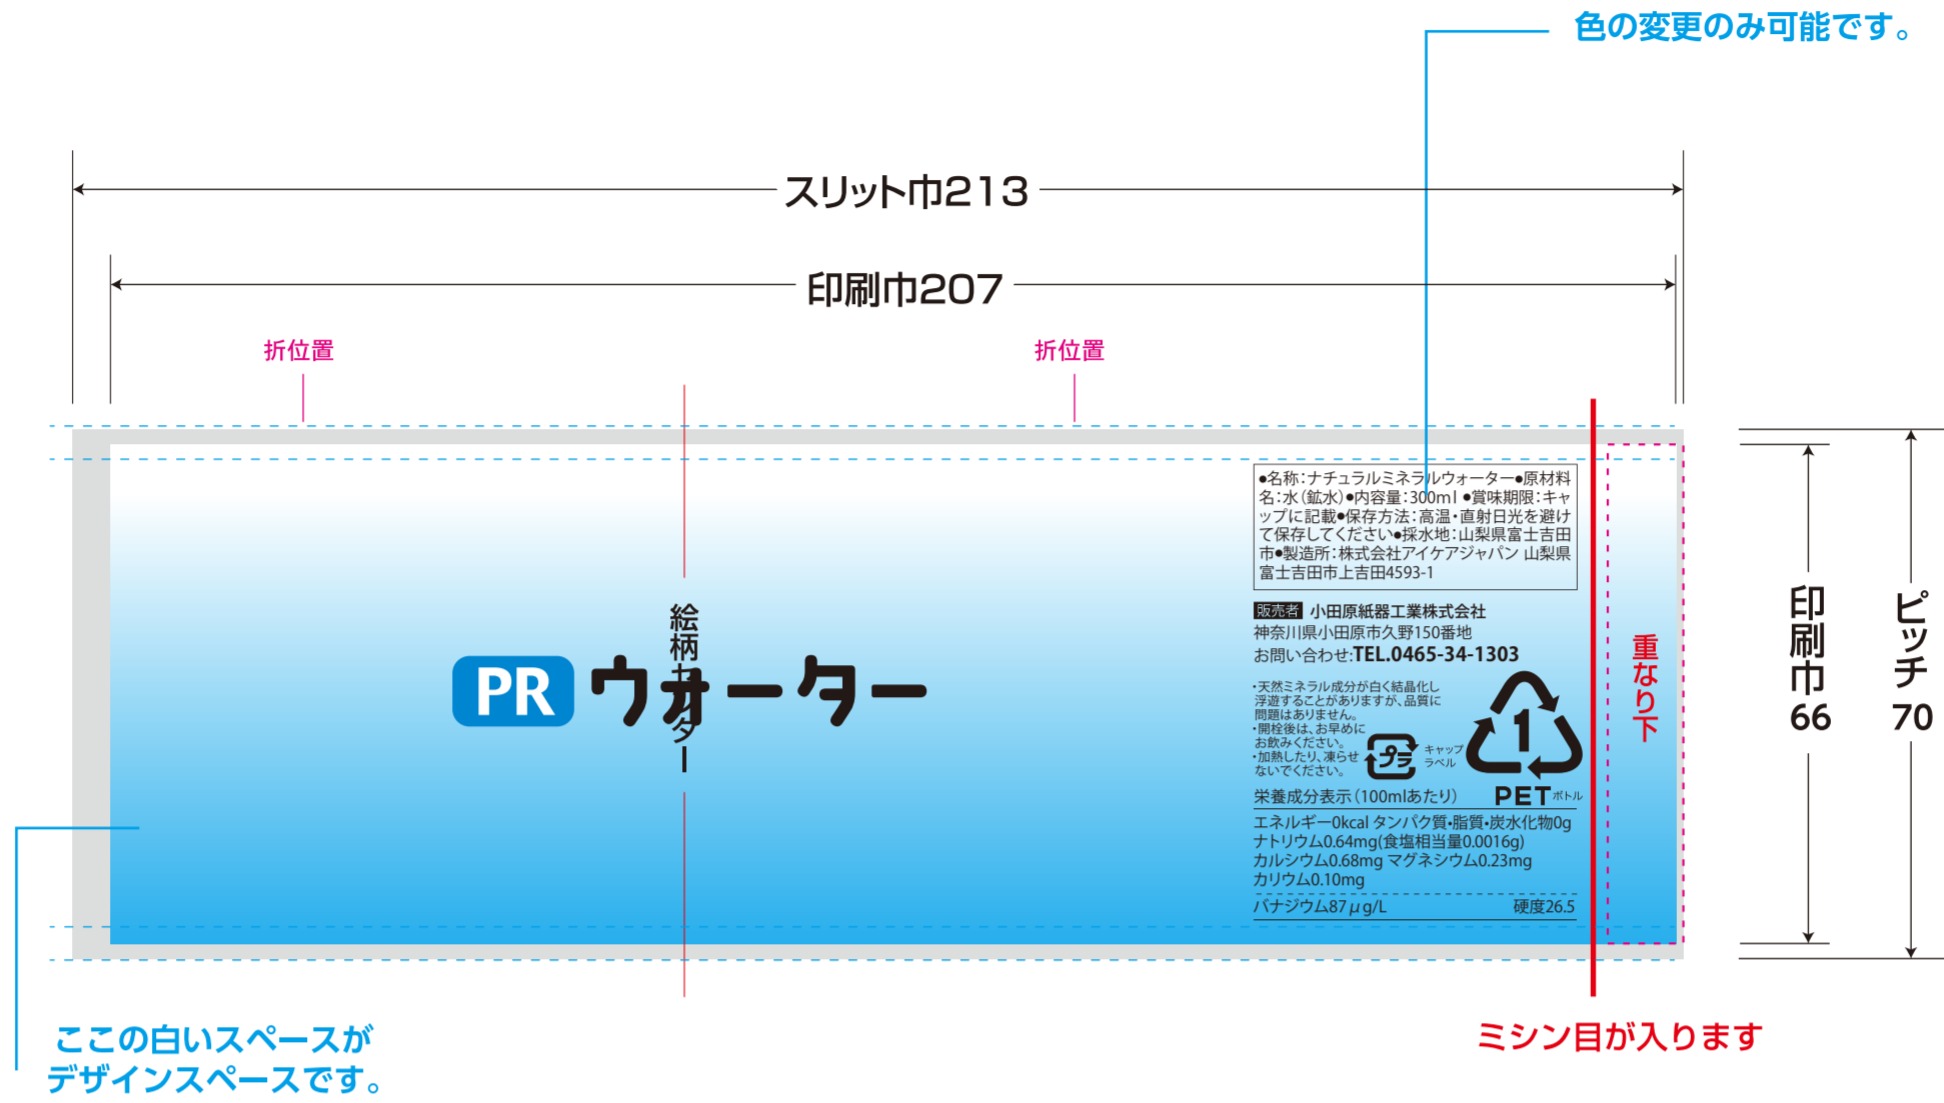 色の変更のみ可能です。
スリット巾213
印刷巾207
折位置
折位置
●名称：ナチュラルミネラルウォーター●原材料
名：水（鉱水）●内容量：300ml ●賞味期限：キャ
ップに記載●保存方法：高温・直射日光を避け
て保存してください●採水地：山梨県富士吉田
市●製造所：株式会社アイケアジャパン 山梨県
富士吉田市上吉田4593-1
販売者 小田原紙器工業株式会社
神奈川県小田原市久野150番地
お問い合わせ:TEL.0465-34-1303
絵柄センター
PR ウォーター
・天然ミネラル成分が白く結晶化し
浮遊することがありますが、品質に
問題はありません。
・開栓後は、お早めに
お飲みください。
・加熱したり、凍らせ
ないでください。
プラ
キャップ
ラベル
1
PETボトル
栄養成分表示（100mlあたり）
エネルギー0kcal タンパク質・脂質・炭水化物0g
ナトリウム0.64mg(食塩相当量0.0016g)
カルシウム0.68mg マグネシウム0.23mg
カリウム0.10mg
バナジウム87μg/L 硬度26.5
重なり下
印刷巾66
ピッチ 70
ここの白いスペースが
デザインスペースです。
ミシン目が入ります